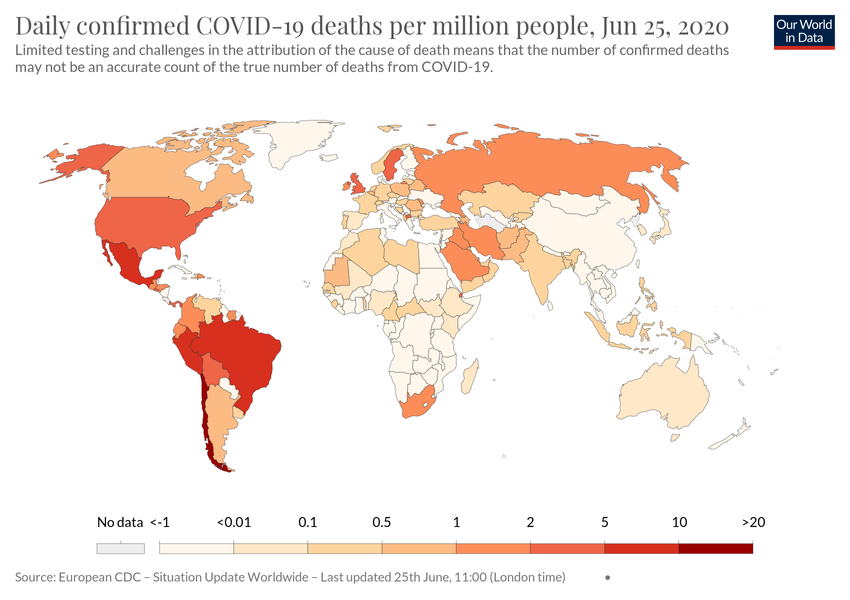 Daily confirmed COVID-19 deaths per million people, Jun 25, 2020
Our World
in Data
Limited testing and challenges in the attribution of the cause of death means that the number of confirmed deaths
may not be an accurate count of the true number of deaths from COVID-19.
No data <-1 <0.01 0.1 0.5 1 2 5 10 >20
Source: European CDC – Situation Update Worldwide – Last updated 25th June, 11:00 (London time) •